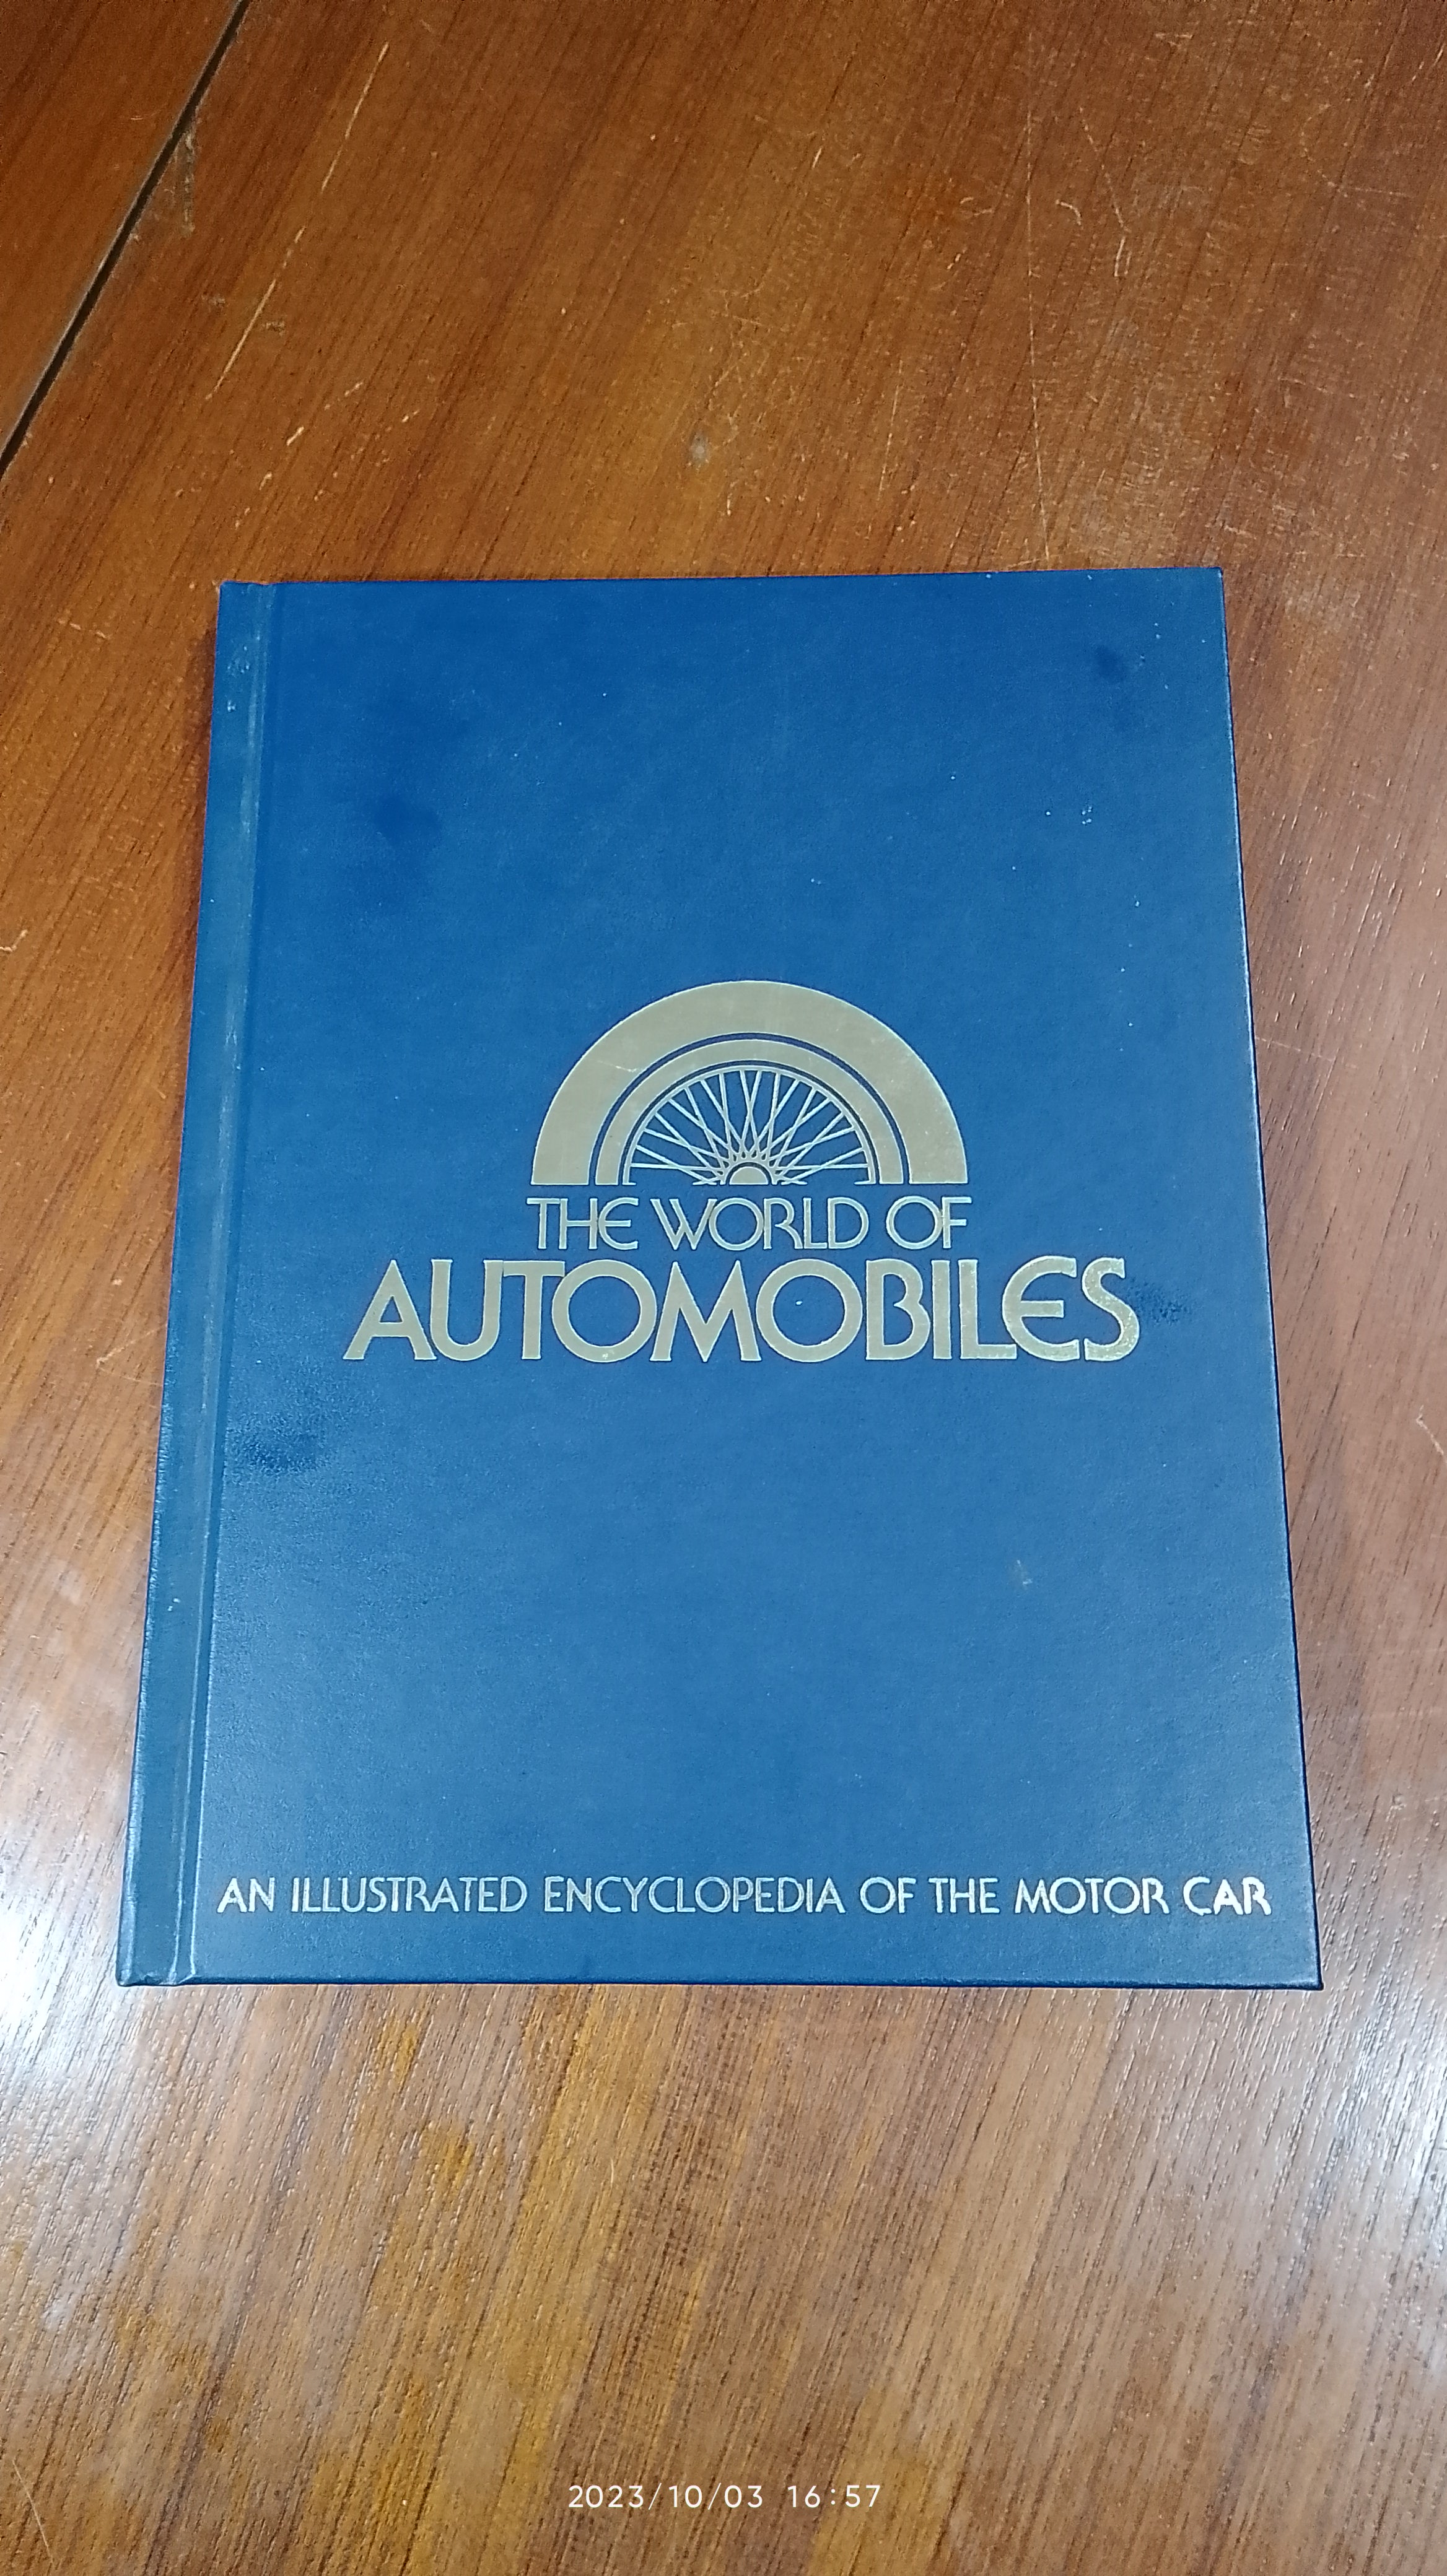 THE WORLD OF
AUTOMOBILES
AN ILLUSTRATED ENCYCLOPEDIA OF THE MOTOR CAR
2023/10/03 16:57